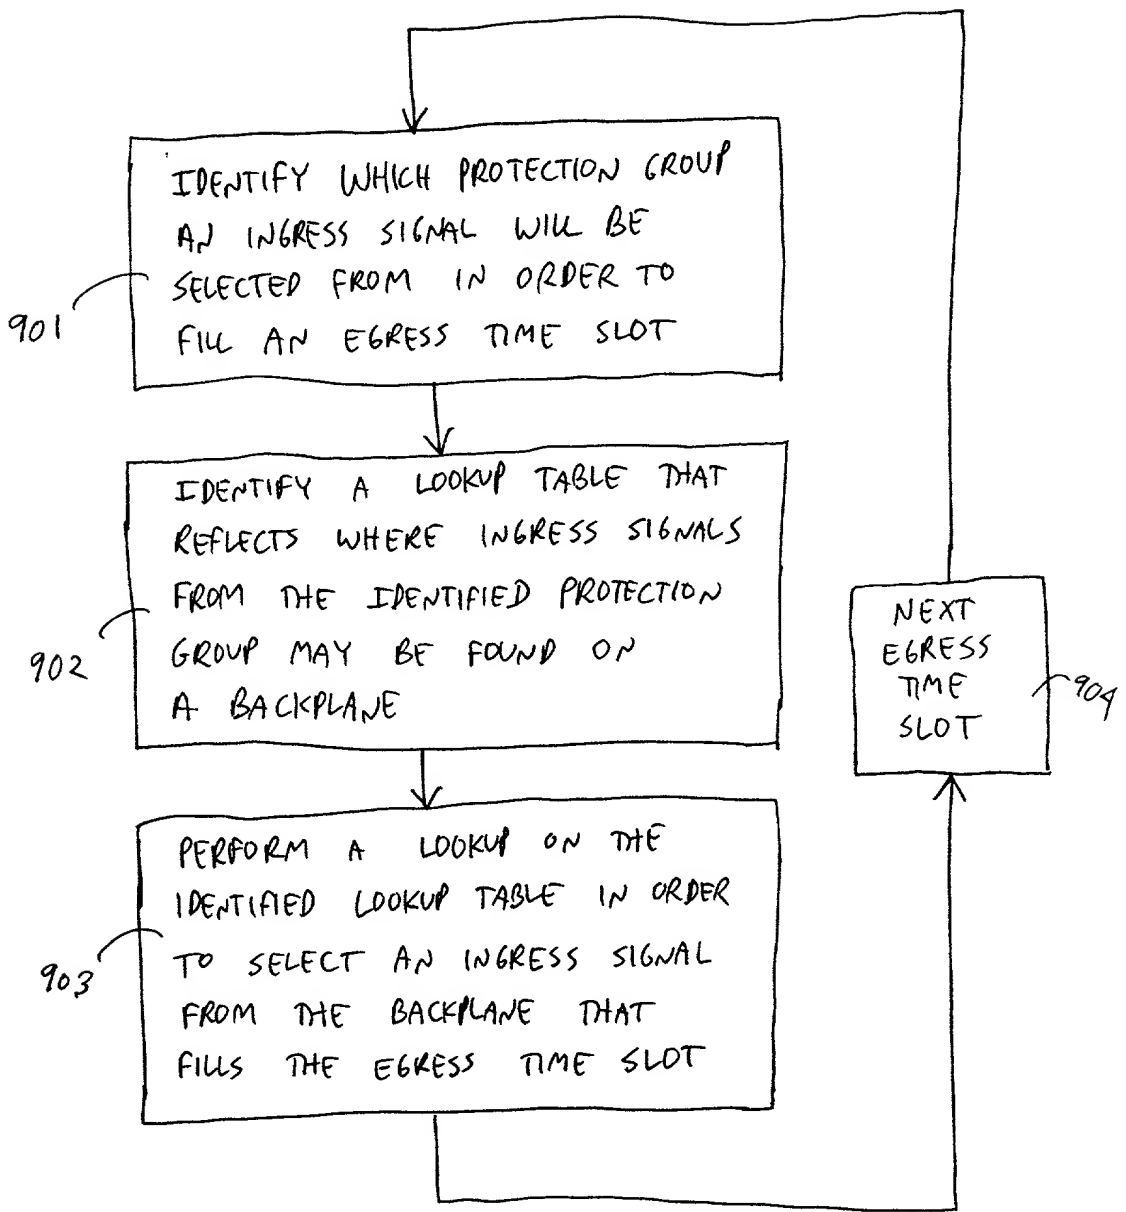 IDENTIFY WHICH PROTECTION GROUP
AN INGRESS SIGNAL WILL BE
SELECTED FROM IN ORDER TO
FILL AN EGRESS TIME SLOT
901
IDENTIFY A LOOKUP TABLE THAT
REFLECTS WHERE INGRESS SIGNALS
FROM THE IDENTIFIED PROTECTION
GROUP MAY BE FOUND ON
A BACKPLANE
902
PERFORM A LOOKUP ON THE
IDENTIFIED LOOKUP TABLE IN ORDER
TO SELECT AN INGRESS SIGNAL
FROM THE BACKPLANE THAT
FILLS THE EGRESS TIME SLOT
903
NEXT
EGRESS
TIME
SLOT
904